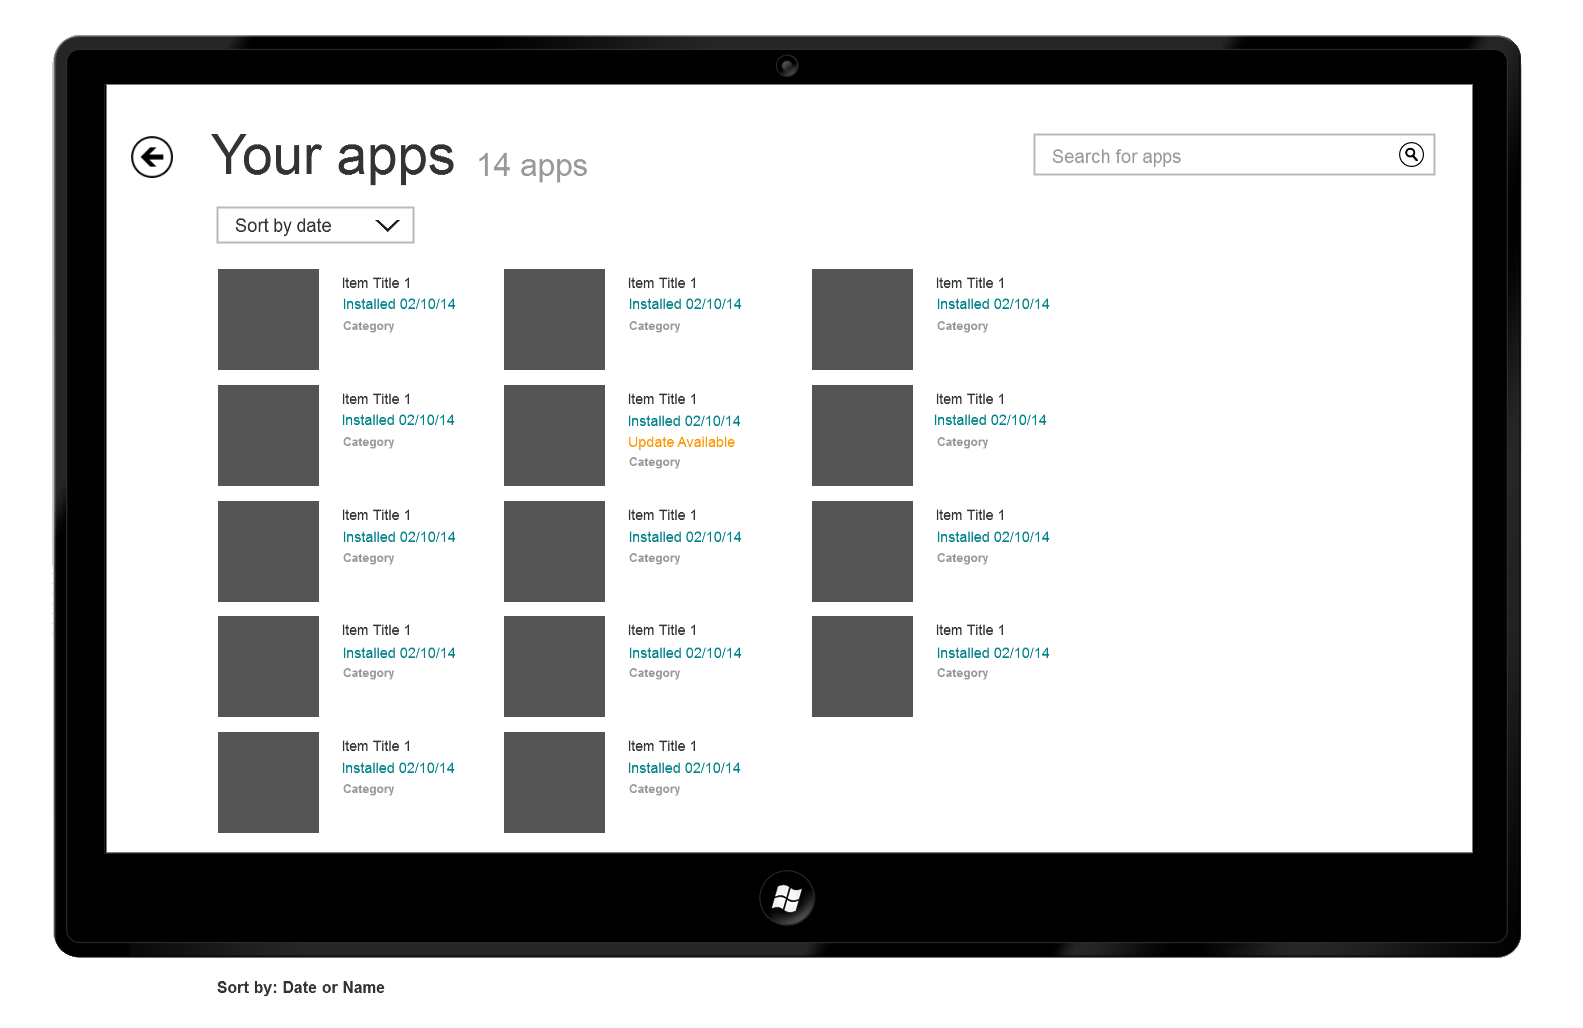 Your apps 14 apps
Search for apps
Sort by date
Item Title 1
Installed 02/10/14
Category
Item Title 1
Installed 02/10/14
Category
Item Title 1
Installed 02/10/14
Category
Item Title 1
Installed 02/10/14
Category
Item Title 1
Installed 02/10/14
Update Available
Category
Item Title 1
Installed 02/10/14
Category
Item Title 1
Installed 02/10/14
Category
Item Title 1
Installed 02/10/14
Category
Item Title 1
Installed 02/10/14
Category
Item Title 1
Installed 02/10/14
Category
Item Title 1
Installed 02/10/14
Category
Item Title 1
Installed 02/10/14
Category
Item Title 1
Installed 02/10/14
Category
Item Title 1
Installed 02/10/14
Category
Sort by: Date or Name